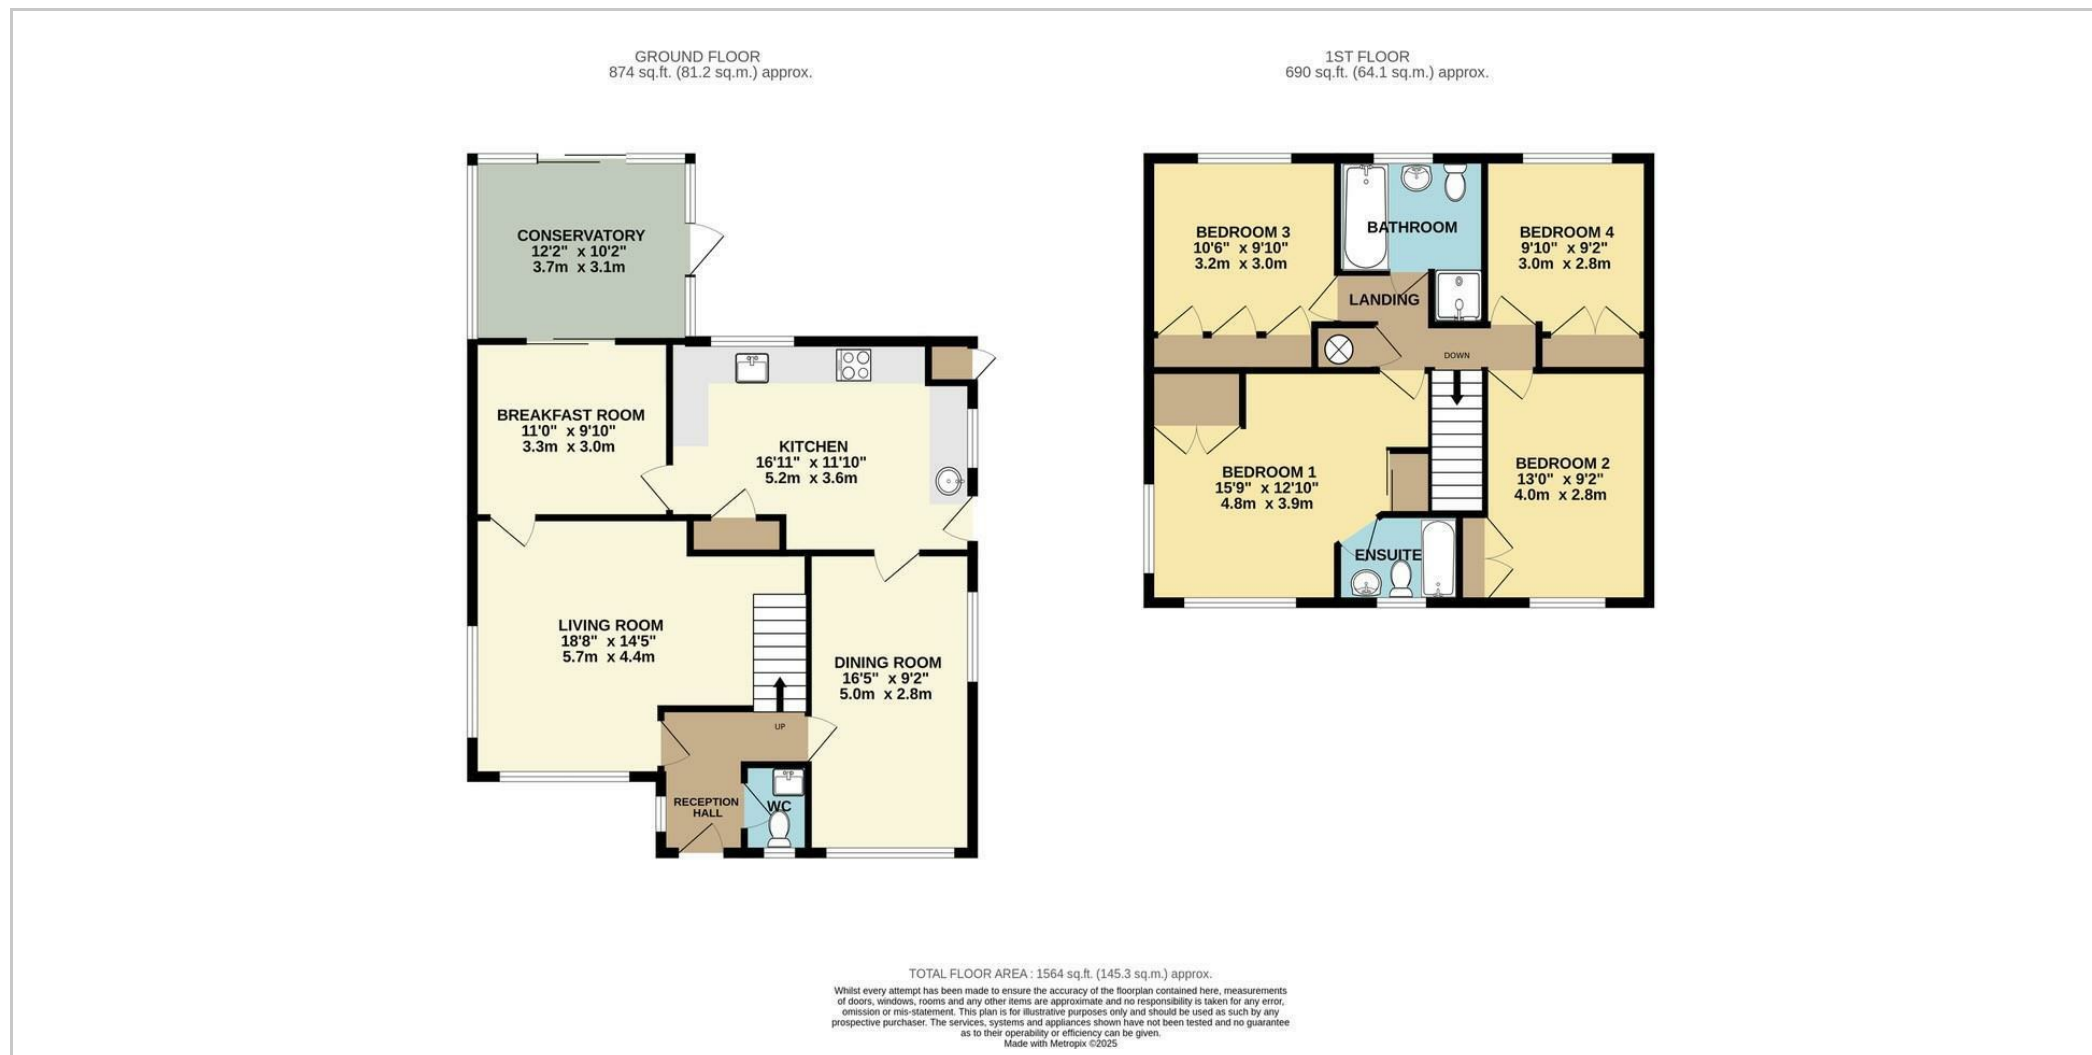 GROUND FLOOR
874 sq.ft. (81.2 sq.m.) approx.
CONSERVATORY
12'2" x 10'2"
3.7m x 3.1m
BREAKFAST ROOM
11'0" x 9'10"
3.3m x 3.0m
KITCHEN
16'11" x 11'10"
5.2m x 3.6m
LIVING ROOM
18'8" x 14'5"
5.7m x 4.4m
DINING ROOM
16'5" x 9'2"
5.0m x 2.8m
UP
RECEPTION
HALL
WC
1ST FLOOR
690 sq.ft. (64.1 sq.m.) approx.
BEDROOM 3
10'6" x 9'10"
3.2m x 3.0m
BATHROOM
BEDROOM 4
9'10" x 9'2"
3.0m x 2.8m
LANDING
DOWN
BEDROOM 1
15'9" x 12'10"
4.8m x 3.9m
BEDROOM 2
13'0" x 9'2"
4.0m x 2.8m
ENSUITE
TOTAL FLOOR AREA : 1564 sq.ft. (145.3 sq.m.) approx.
Whilst every attempt has been made to ensure the accuracy of the floorplan contained here, measurements
of doors, windows, rooms and any other items are approximate and no responsibility is taken for any error,
omission or mis-statement. This plan is for illustrative purposes only and should be used as such by any
prospective purchaser. The services, systems and appliances shown have not been tested and no guarantee
as to their operability or efficiency can be given.
Made with Metropix ©2025